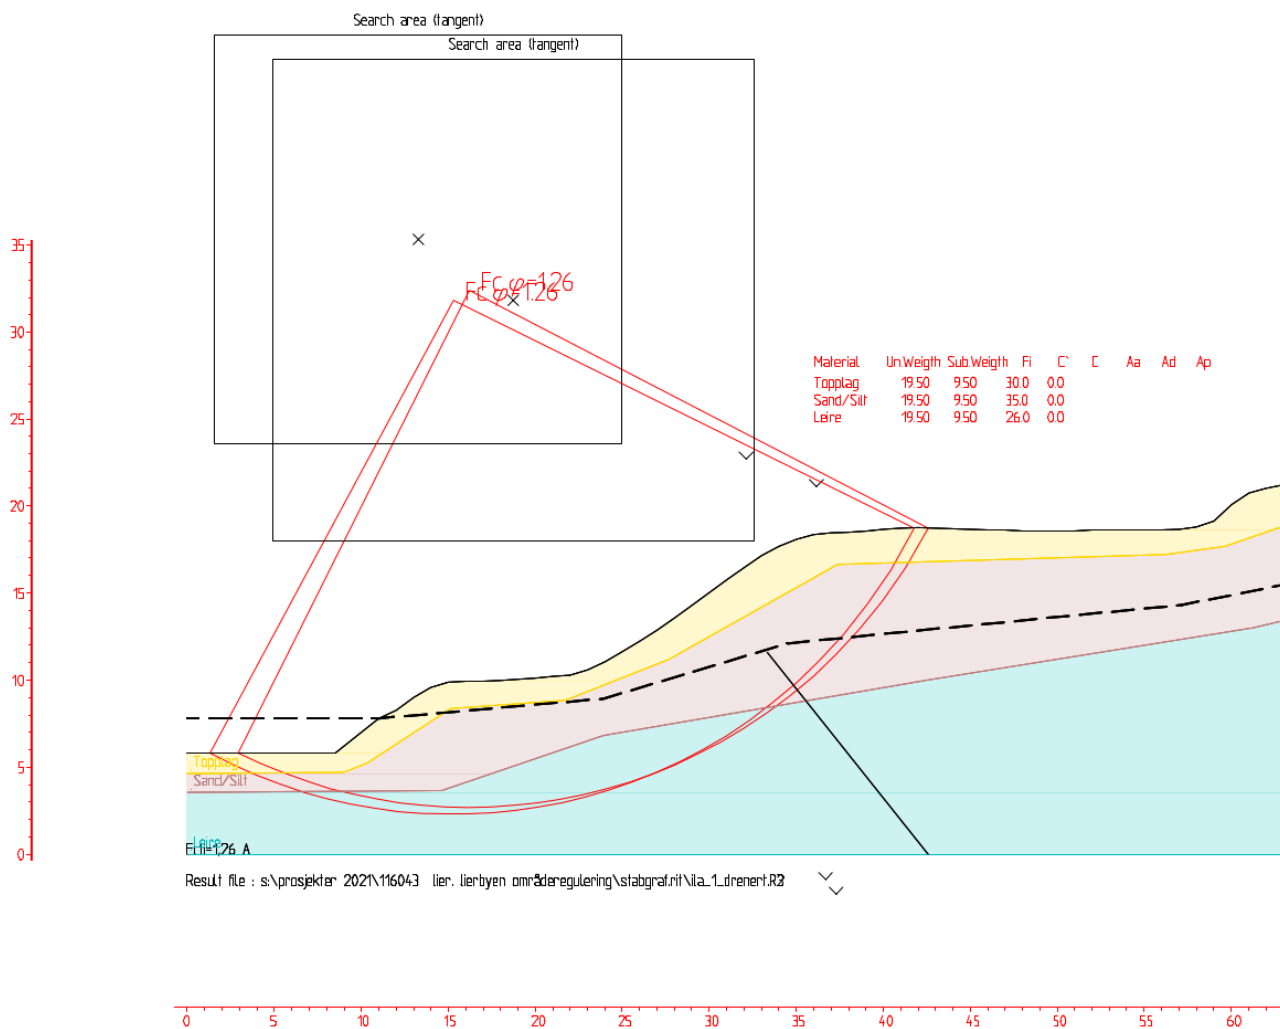 Search area (tangent)
Search area (tangent)
Fc φ=1.26
Fc φ=1.26
35
30
25
20
15
10
5
0
Material Un.Weigth Sub.Weigth Fi C` C Aa Ad Ap
Topplag 19.50 9.50 30.0 0.0
Sand/Silt 19.50 9.50 35.0 0.0
Leire 19.50 9.50 26.0 0.0
Topplag
Sand/Silt
Leire
=1,26 A
Result file : s:\prosjekter 2021\116043 lier. lierbyen områderegulering\stabgraf.rit\ila_1_drenert.
0 5 10 15 20 25 30 35 40 45 50 55 60